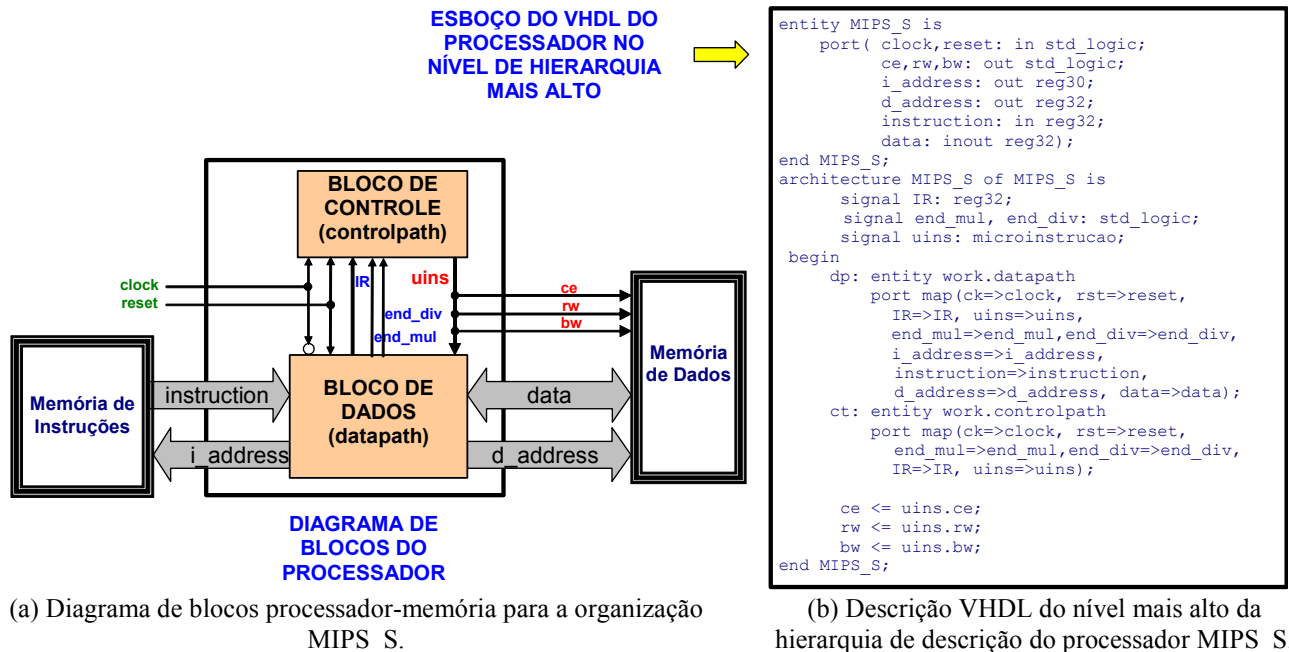 ESBOÇO DO VHDL DO
PROCESSADOR NO
NÍVEL DE HIERARQUIA
MAIS ALTO
BLOCO DE
CONTROLE
(controlpath)
clock
reset
IR
uins
end_div
end_mul
ce
rw
bw
Memória de
Instruções
instruction
i_address
BLOCO DE
DADOS
(datapath)
data
d_address
Memória
de Dados
DIAGRAMA DE
BLOCOS DO
PROCESSADOR
(a) Diagrama de blocos processador-memória para a organização
MIPS_S.
entity MIPS_S is
port( clock,reset: in std_logic;
ce,rw,bw: out std_logic;
i_address: out reg30;
d_address: out reg32;
instruction: in reg32;
data: inout reg32);
end MIPS_S;
architecture MIPS_S of MIPS_S is
signal IR: reg32;
signal end_mul, end_div: std_logic;
signal uins: microinstrucao;
begin
dp: entity work.datapath
port map(ck=>clock, rst=>reset,
IR=>IR, uins=>uins,
end_mul=>end_mul,end_div=>end_div,
i_address=>i_address,
instruction=>instruction,
d_address=>d_address, data=>data);
ct: entity work.controlpath
port map(ck=>clock, rst=>reset,
end_mul=>end_mul,end_div=>end_div,
IR=>IR, uins=>uins);
ce <= uins.ce;
rw <= uins.rw;
bw <= uins.bw;
end MIPS_S;
(b) Descrição VHDL do nível mais alto da
hierarquia de descrição do processador MIPS_S.